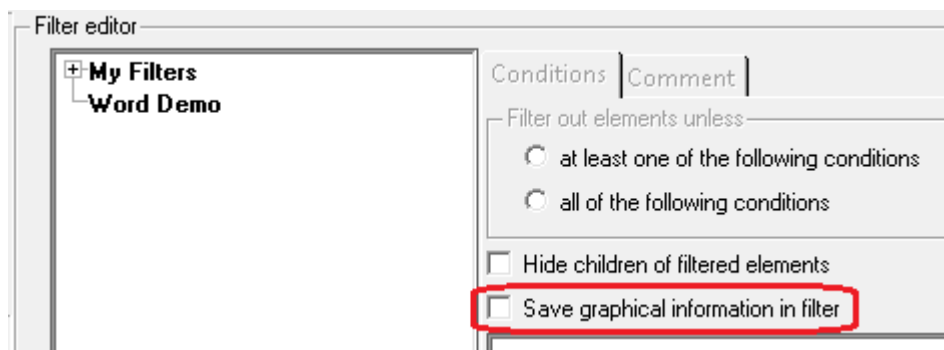 Filter editor
My Filters
Word Demo
Conditions Comment
Filter out elements unless
at least one of the following conditions
all of the following conditions
Hide children of filtered elements
Save graphical information in filter